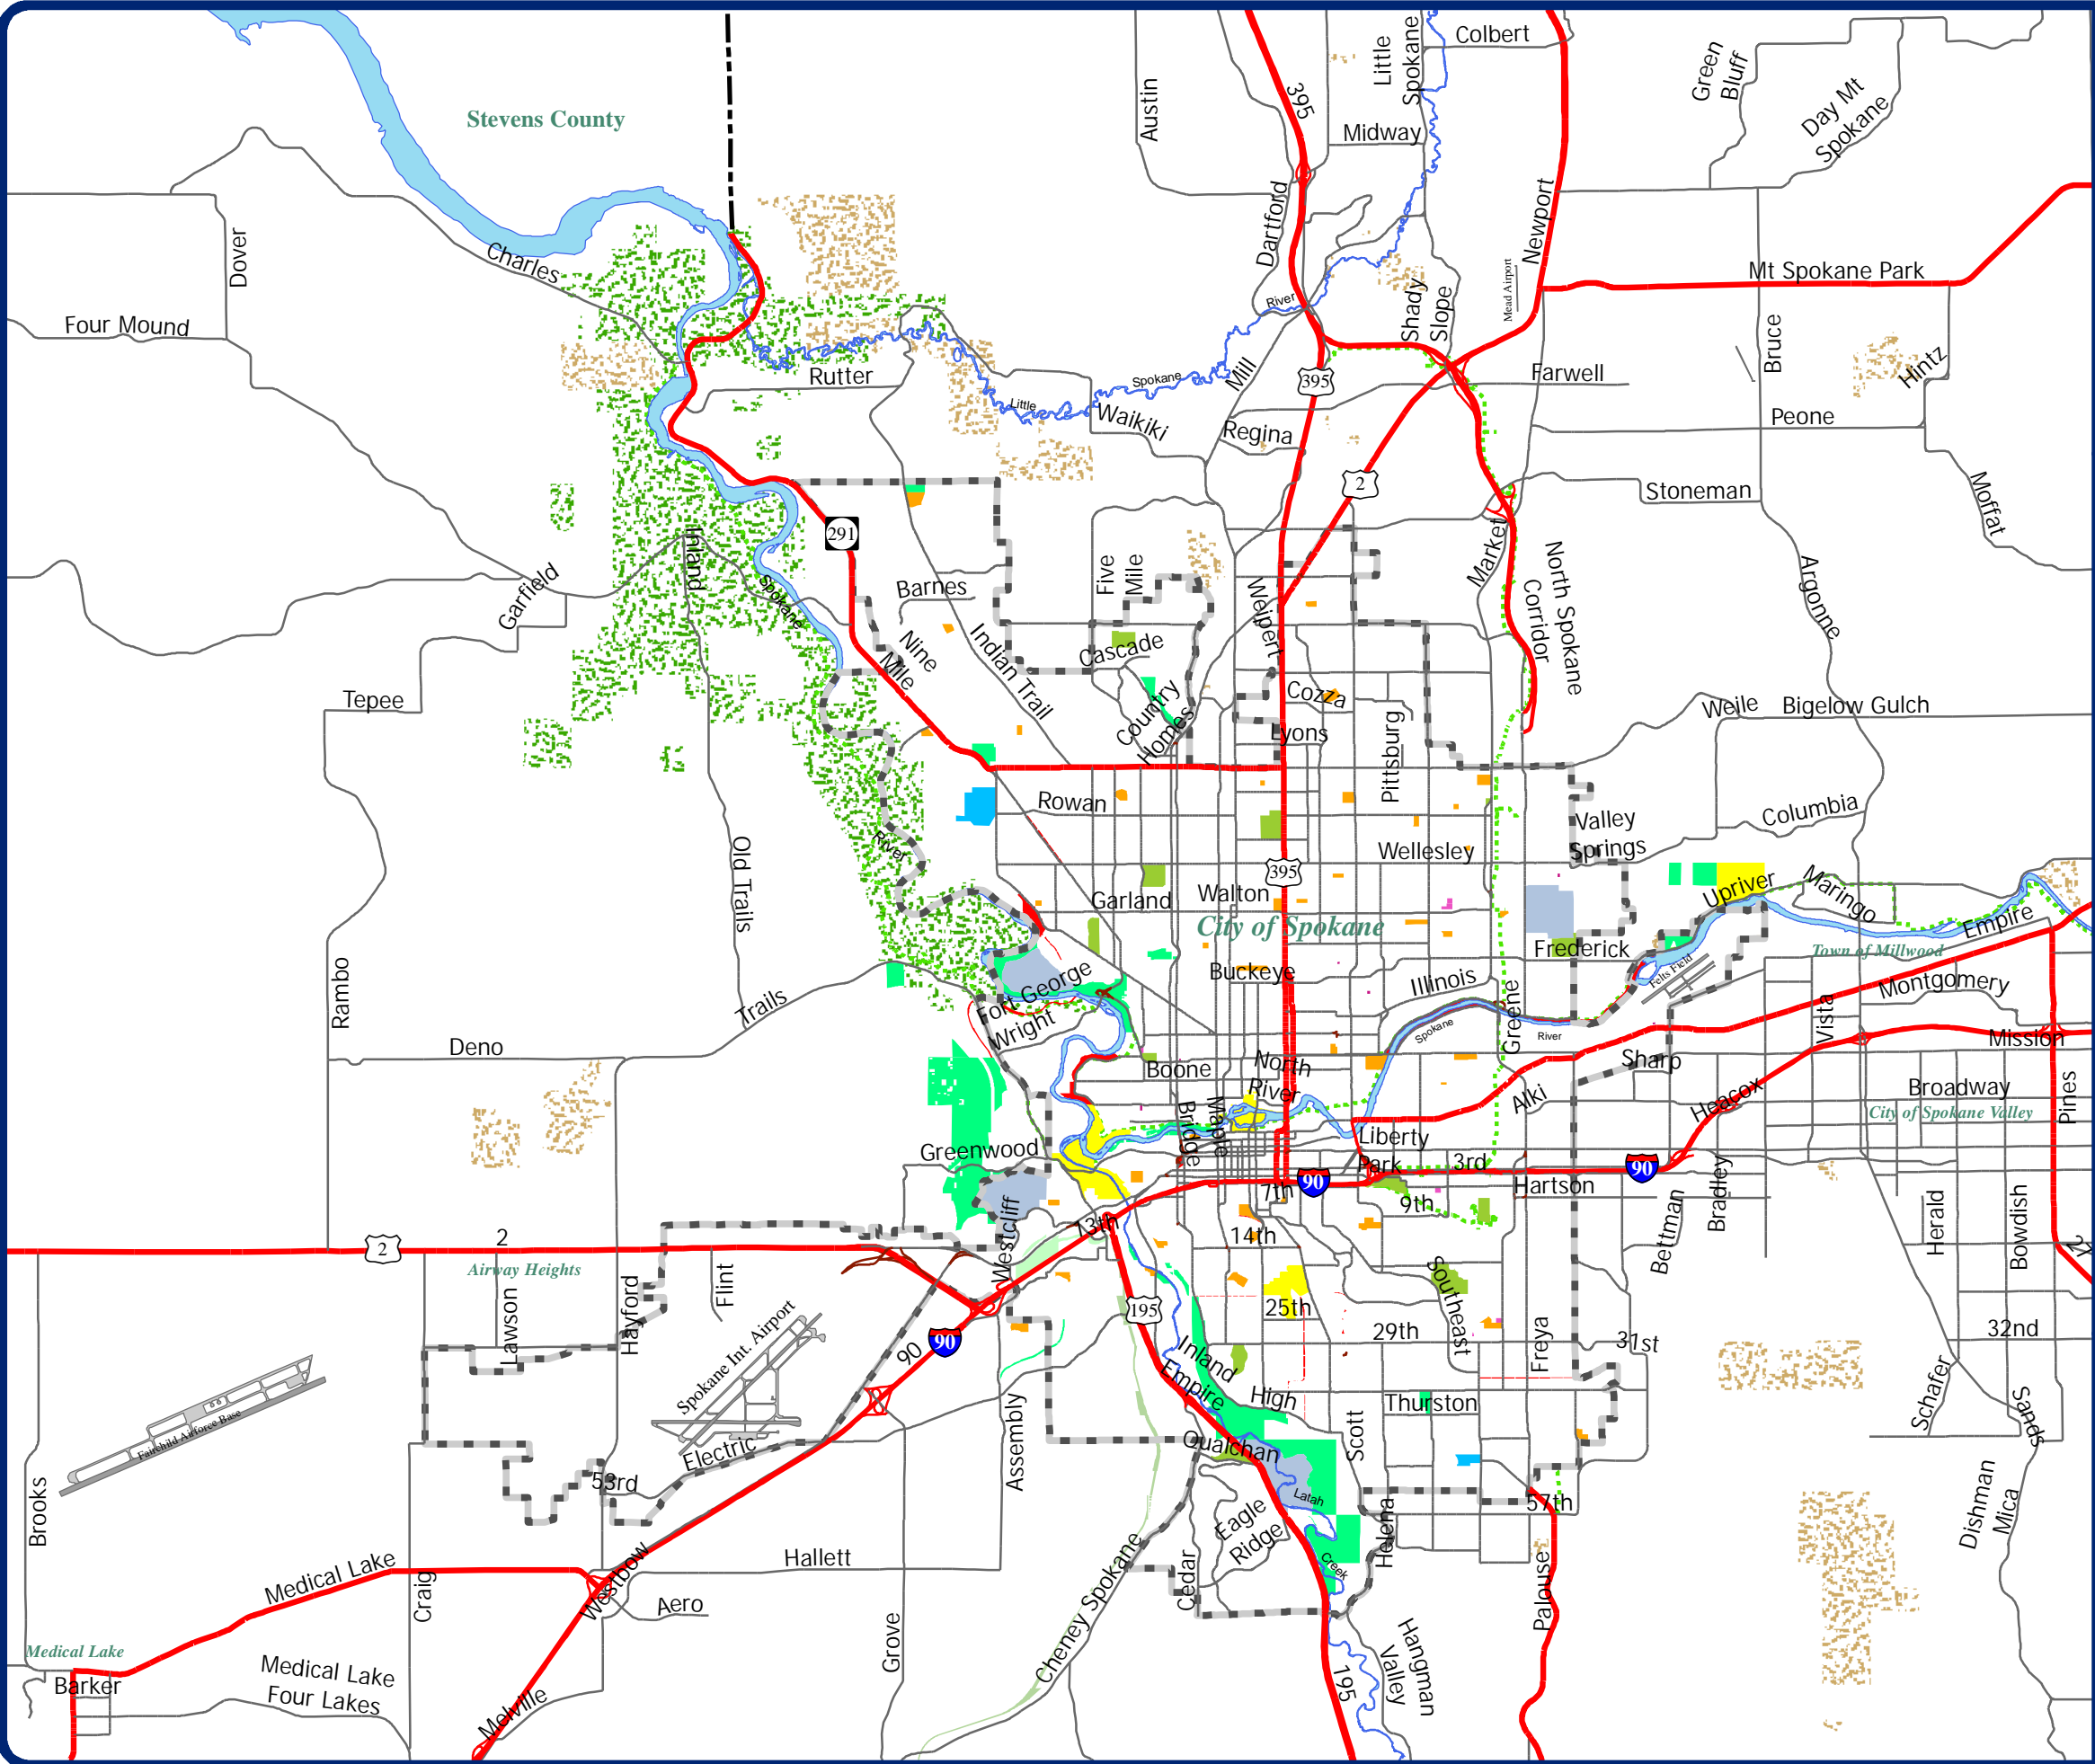 Colbert
Little
Spokane
Green
Bluff
Day Mt
Spokane
Austin
395
Midway
Stevens County
Dartford
Newport
Dover
Charles
Mt Spokane Park
Mead Airport
River
Shady
Slope
Bruce
Four Mound
Rutter
Spokane
Little
Mill
395
Farwell
Hintz
Waikiki
Regina
Peone
2
Stoneman
Moffat
291
Inland
Market
Garfield
Spokane
Barnes
Five
Mile
Weipert
North Spokane
Corridor
Argonne
Nine
Mile
Indian Trail
Cascade
Country
Homes
Cozza
Tepee
Lyons
Pittsburg
Weile
Bigelow Gulch
Rowan
Columbia
Valley
Springs
River
Old Trails
Wellesley
395
Garland
Walton
Upriver
Maringo
Empire
City of Spokane
Frederick
Town of Millwood
Felts Field
Rambo
Trails
Fort George
Wright
Buckeye
Illinois
Greene
Montgomery
Vista
Spokane
River
Mission
Deno
Boone
North
River
Sharp
Alki
Heacox
Broadway
Pines
City of Spokane Valley
Bridge
Maple
Liberty
Park
Greenwood
3rd
90
90
7th
9th
Hartson
Bettman
Bradley
Herald
Bowdish
Westcliff
13th
14th
2
2
Airway Heights
Lawson
Hayford
Flint
Spokane Int. Airport
195
25th
Southeast
29th
Freya
31st
32nd
27
90
90
Inland
Empire
High
Thurston
Schafer
Sands
Fairchild Airforce Base
Electric
53rd
Assembly
Qualchan
Scott
Latah
57th
Brooks
Eagle
Ridge
Helena
Dishman
Mica
Creek
Medical Lake
Craig
Westbow
Hallett
Aero
Grove
Cheney Spokane
Cedar
Palouse
Hangman
Valley
195
Medical Lake
Barker
Medical Lake
Four Lakes
Melville